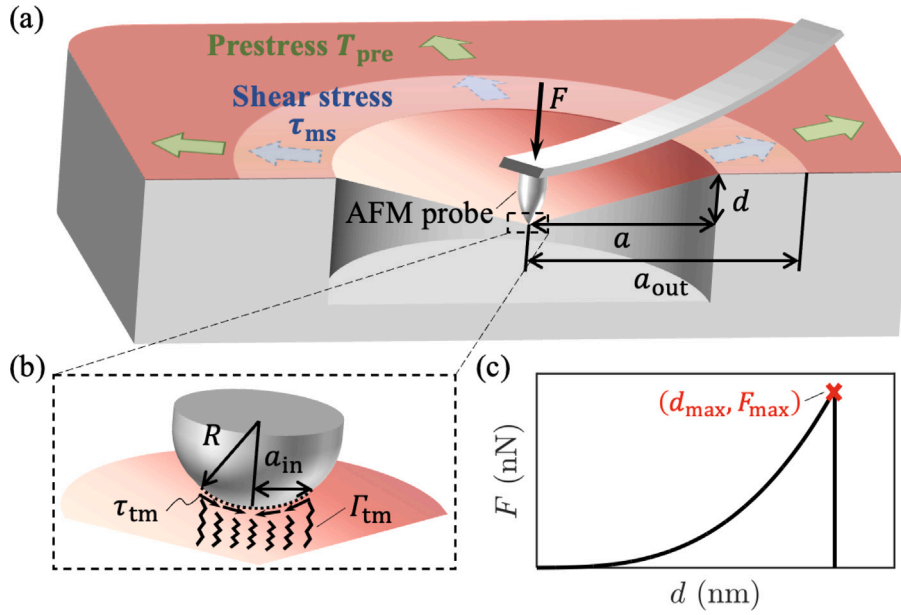 (a)
Prestress T_pre
Shear stress
τ_ms
F
AFM probe
d
a
a_out
(b)
R
a_in
τ_tm
Γ_tm
(c)
(d_max, F_max)
F (nN)
d (nm)